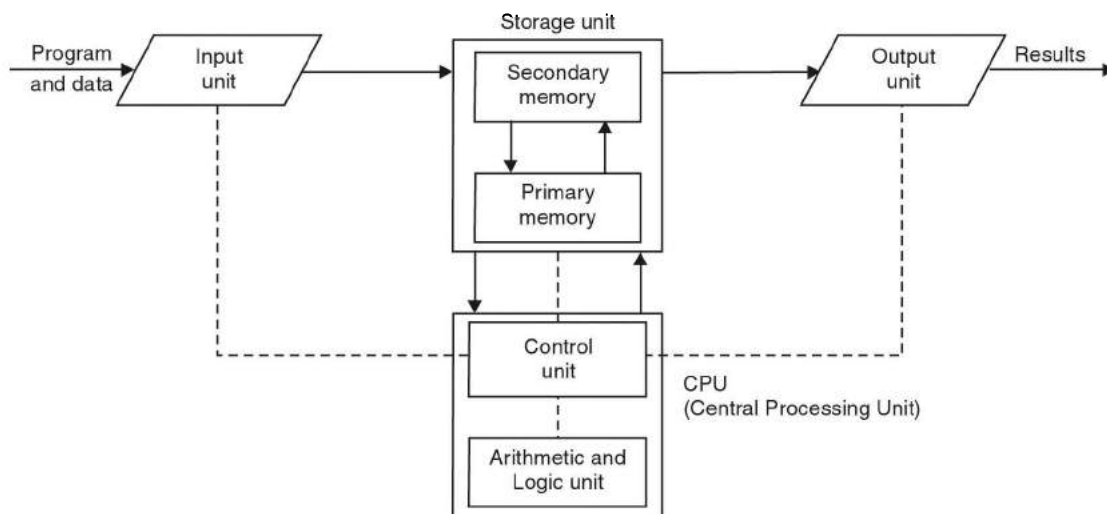 Storage unit
Program
and data
Input
unit
Secondary
memory
Output
unit
Results
Primary
memory
Control
unit
CPU
(Central Processing Unit)
Arithmetic and
Logic unit